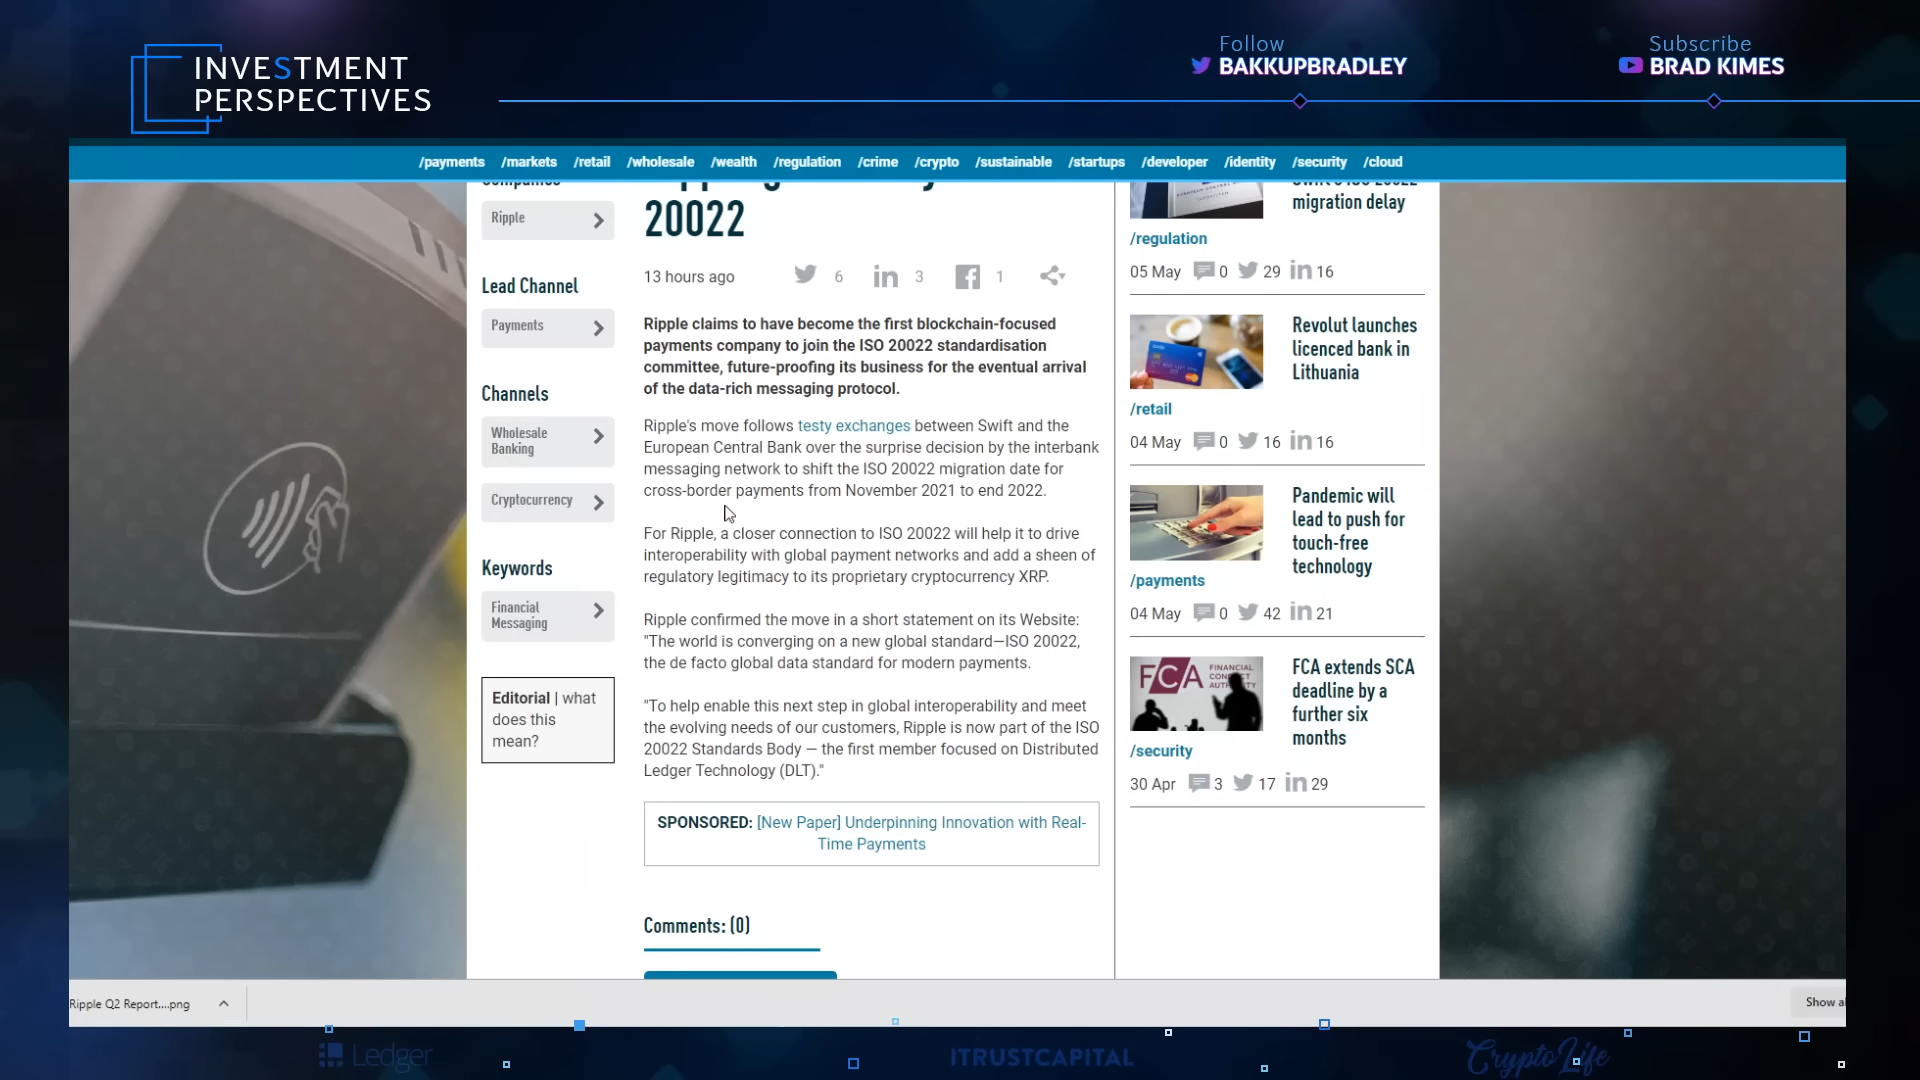 INVESTMENT
PERSPECTIVES
Follow
BAKKUPBRADLEY
Subscribe
BRAD KIMES
/payments /markets /retail /wholesale /wealth /regulation /crime /crypto /sustainable /startups /developer /identity /security /cloud
Companies
Ripple
Lead Channel
Payments
Channels
Wholesale
Banking
Cryptocurrency
Keywords
Financial
Messaging
Editorial | what
does this
mean?
20022
13 hours ago 6 3 1
Ripple claims to have become the first blockchain-focused
payments company to join the ISO 20022 standardisation
committee, future-proofing its business for the eventual arrival
of the data-rich messaging protocol.
Ripple's move follows testy exchanges between Swift and the
European Central Bank over the surprise decision by the interbank
messaging network to shift the ISO 20022 migration date for
cross-border payments from November 2021 to end 2022.
For Ripple, a closer connection to ISO 20022 will help it to drive
interoperability with global payment networks and add a sheen of
regulatory legitimacy to its proprietary cryptocurrency XRP.
Ripple confirmed the move in a short statement on its Website:
"The world is converging on a new global standard—ISO 20022,
the de facto global data standard for modern payments.
"To help enable this next step in global interoperability and meet
the evolving needs of our customers, Ripple is now part of the ISO
20022 Standards Body — the first member focused on Distributed
Ledger Technology (DLT)."
SPONSORED: [New Paper] Underpinning Innovation with Real-
Time Payments
Comments: (0)
Swift's ISO 20022
migration delay
/regulation
05 May 0 29 16
Revolut launches
licenced bank in
Lithuania
/retail
04 May 0 16 16
Pandemic will
lead to push for
touch-free
technology
/payments
04 May 0 42 21
FCA FINANCIAL
CONDUCT
AUTHORITY
FCA extends SCA
deadline by a
further six
months
/security
30 Apr 3 17 29
Ripple Q2 Report....png
Show al
Ledger
ITRUSTCAPITAL
CryptoLife